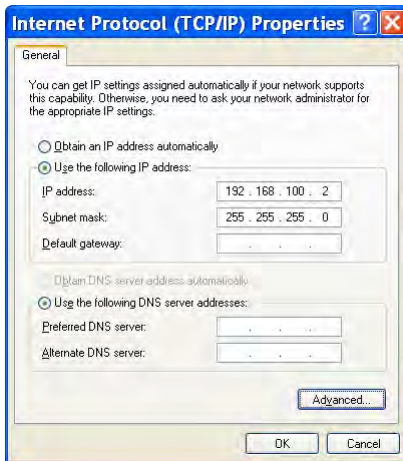 Internet Protocol (TCP/IP) Properties
General
You can get IP settings assigned automatically if your network supports
this capability. Otherwise, you need to ask your network administrator for
the appropriate IP settings.
Obtain an IP address automatically
Use the following IP address:
IP address: 192 . 168 . 100 . 2
Subnet mask: 255 . 255 . 255 . 0
Default gateway: . . .
Obtain DNS server address automatically
Use the following DNS server addresses:
Preferred DNS server: . . .
Alternate DNS server: . . .
Advanced...
OK Cancel